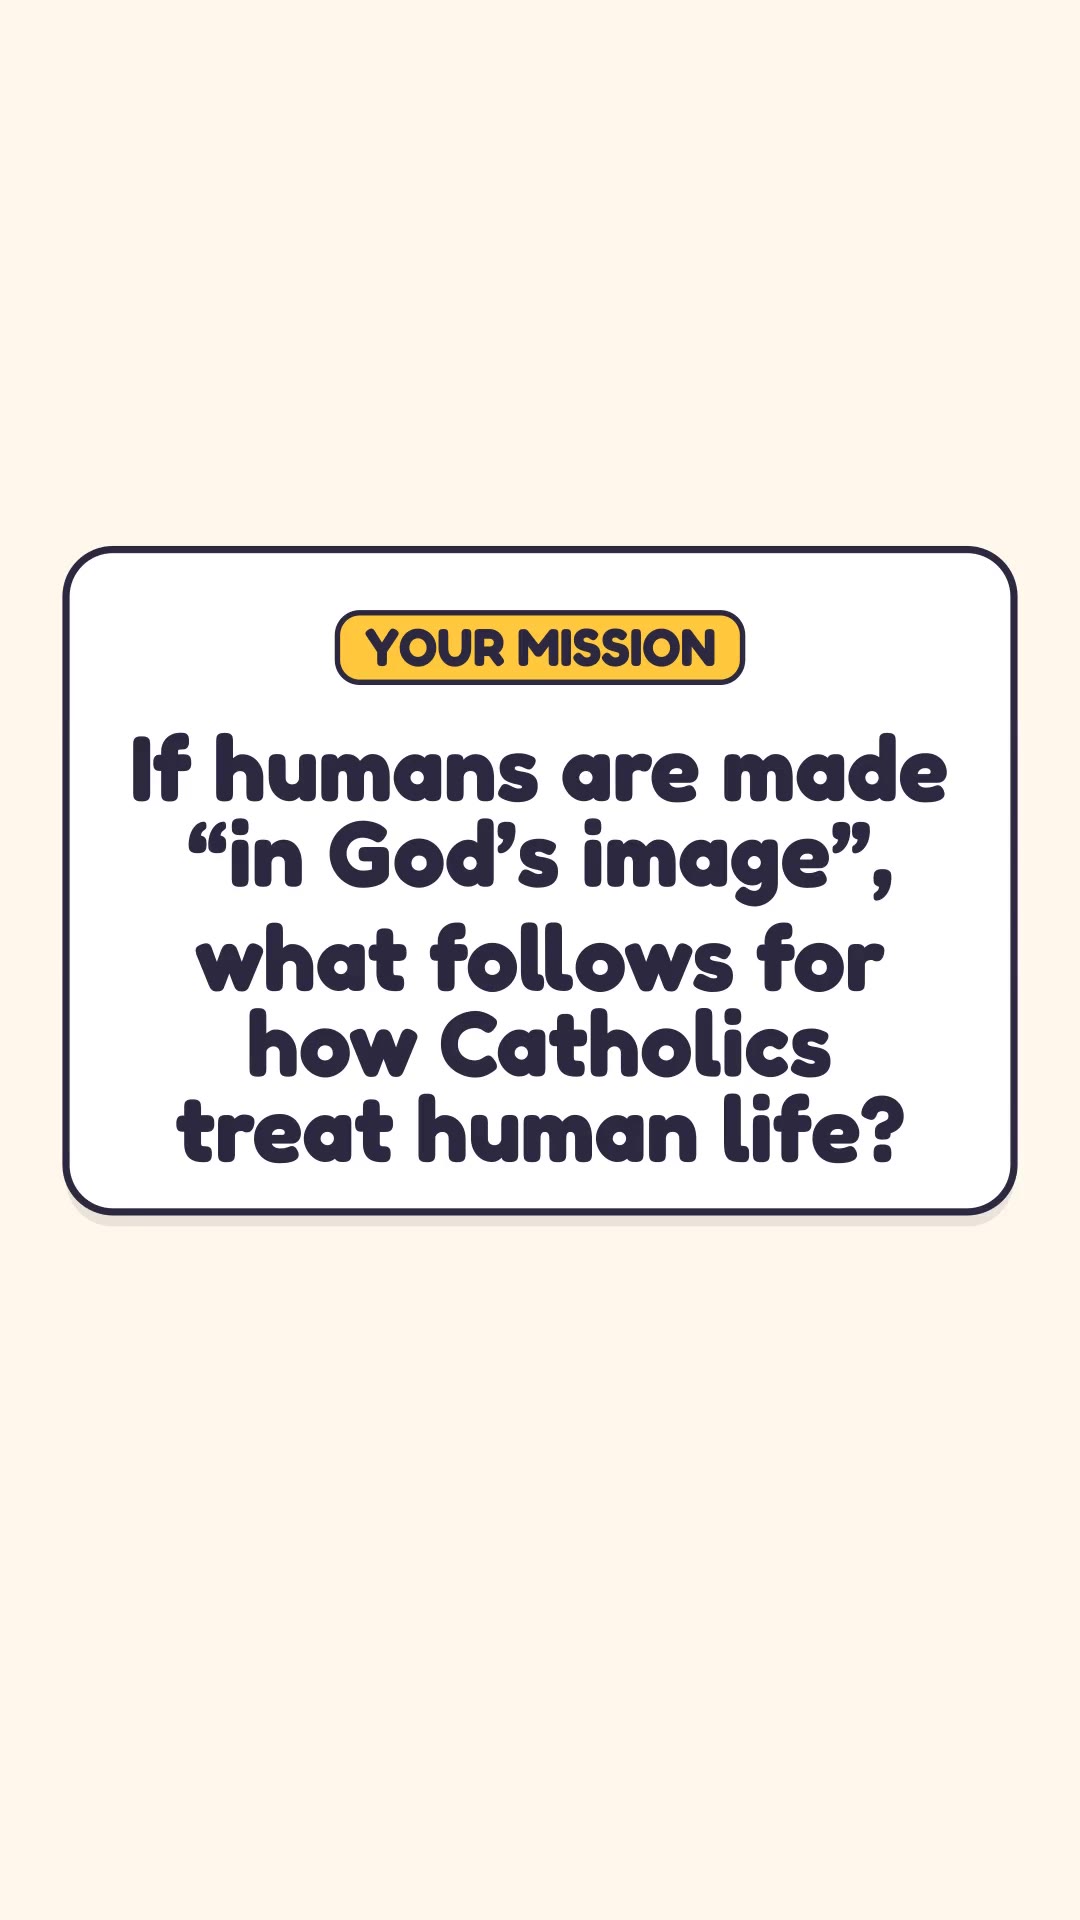 YOUR MISSION
If humans are made
“in God’s image”,
what follows for
how Catholics
treat human life?